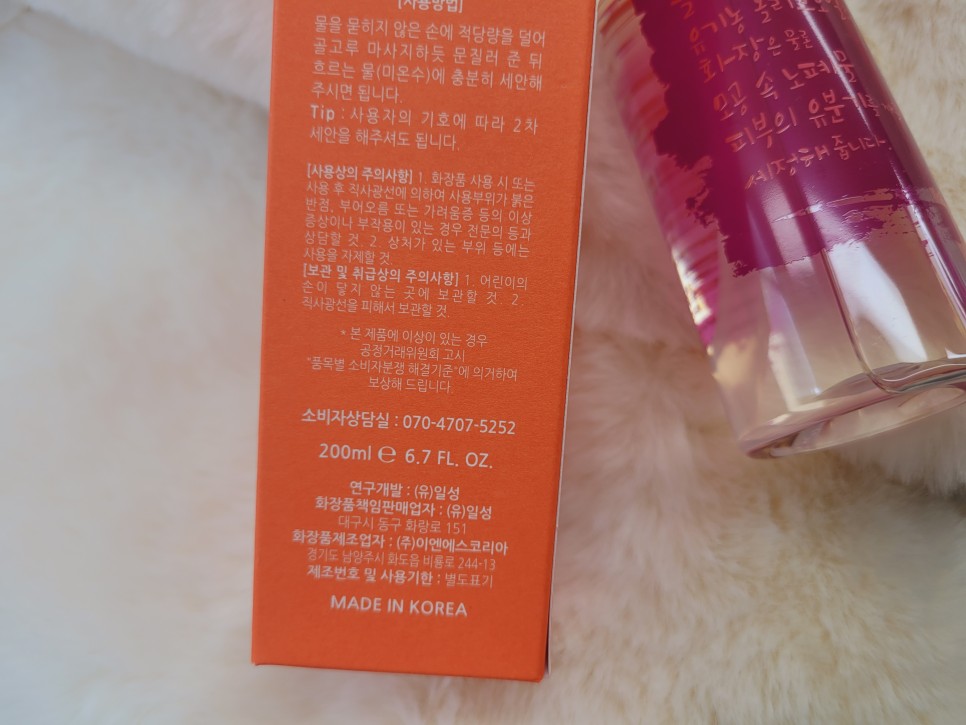 [사용방법]
물을 묻히지 않은 손에 적당량을 덜어
골고루 마사지하듯 문질러 준 뒤
흐르는 물(미온수)에 충분히 세안해
주시면 됩니다.
Tip : 사용자의 기호에 따라 2차
세안을 해주셔도 됩니다.
[사용상의 주의사항] 1. 화장품 사용 시 또는
사용 후 직사광선에 의하여 사용부위가 붉은
반점, 부어오름 또는 가려움증 등의 이상
증상이나 부작용이 있는 경우 전문의 등과
상담할 것. 2. 상처가 있는 부위 등에는
사용을 자제할 것.
[보관 및 취급상의 주의사항] 1. 어린이의
손이 닿지 않는 곳에 보관할 것. 2.
직사광선을 피해서 보관할 것.
* 본 제품에 이상이 있는 경우
공정거래위원회 고시
"품목별 소비자분쟁 해결기준"에 의거하여
보상해 드립니다.
소비자상담실 : 070-4707-5252
200ml ℮ 6.7 FL. OZ.
연구개발 : (유)일성
화장품책임판매업자 : (유)일성
대구시 동구 화랑로 151
화장품제조업자 : (주)이엔에스코리아
경기도 남양주시 화도읍 비룡로 244-13
제조번호 및 사용기한 : 별도표기
MADE IN KOREA
유기농
화장은 물론
모공 속 노폐물
피부의 유분
세정해 줍니다.